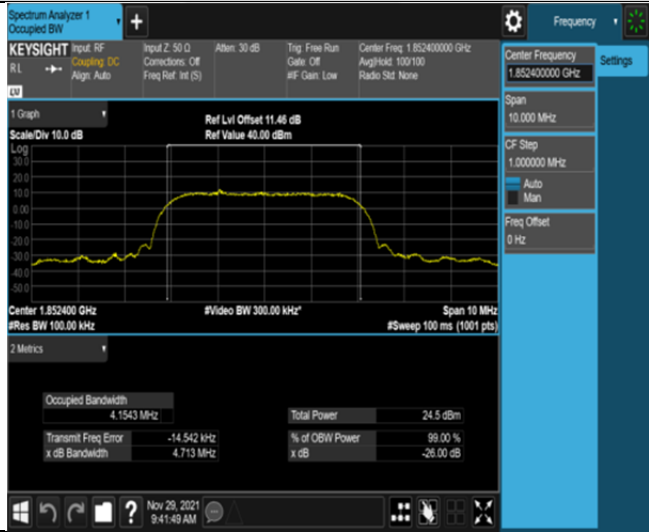 Spectrum Analyzer 1
Occupied BW
+
Frequency
KEYSIGHT
RL
LW
Input: RF
Coupling: DC
Align: Auto
Input Z: 50 Ω
Corrections: Off
Freq Ref: Int (S)
Atten: 30 dB
Trig: Free Run
Gate: Off
#IF Gain: Low
Center Freq: 1.852400000 GHz
Avg|Hold: 100/100
Radio Std: None
Center Frequency
1.852400000 GHz
Settings
Span
10.000 MHz
CF Step
1.000000 MHz
Auto
Man
Freq Offset
0 Hz
1 Graph
Scale/Div 10.0 dB
Ref Lvl Offset 11.46 dB
Ref Value 40.00 dBm
Log
30.0
20.0
10.0
0.00
-10.0
-20.0
-30.0
-40.0
-50.0
Center 1.852400 GHz
#Video BW 300.00 kHz*
Span 10 MHz
#Res BW 100.00 kHz
#Sweep 100 ms (1001 pts)
2 Metrics
Occupied Bandwidth
4.1543 MHz
Total Power 24.5 dBm
Transmit Freq Error -14.542 kHz
% of OBW Power 99.00 %
x dB Bandwidth 4.713 MHz
x dB -26.00 dB
?
Nov 29, 2021
9:41:49 AM